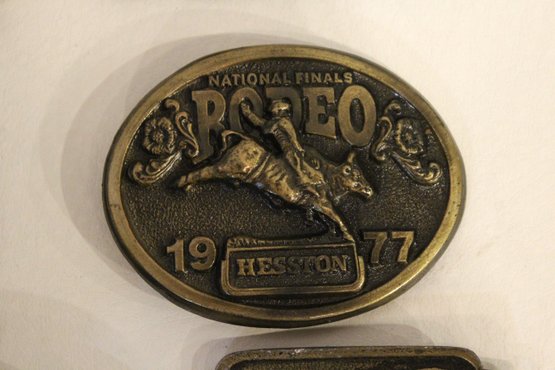 NATIONAL FINALS
RODEO
19 77
HESSTON